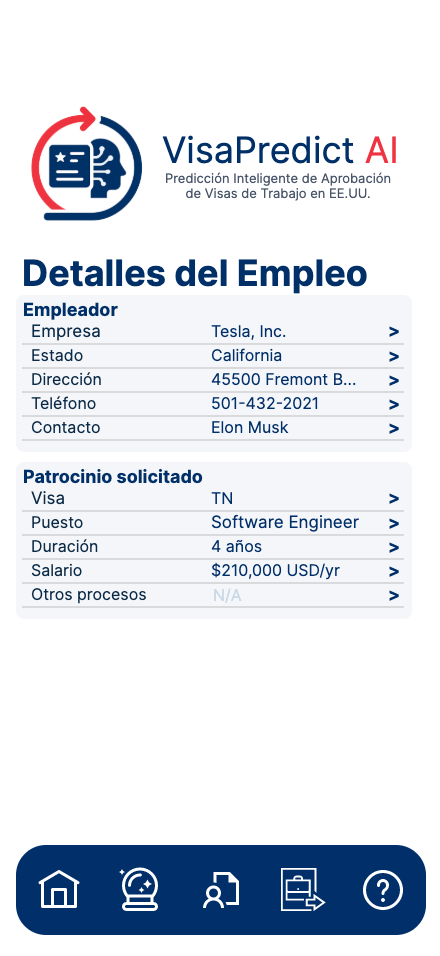 VisaPredict AI
Predicción Inteligente de Aprobación
de Visas de Trabajo en EE.UU.
Detalles del Empleo
Empleador
Empresa Tesla, Inc. >
Estado California >
Dirección 45500 Fremont B... >
Teléfono 501-432-2021 >
Contacto Elon Musk >
Patrocinio solicitado
Visa TN >
Puesto Software Engineer >
Duración 4 años >
Salario $210,000 USD/yr >
Otros procesos N/A >
?